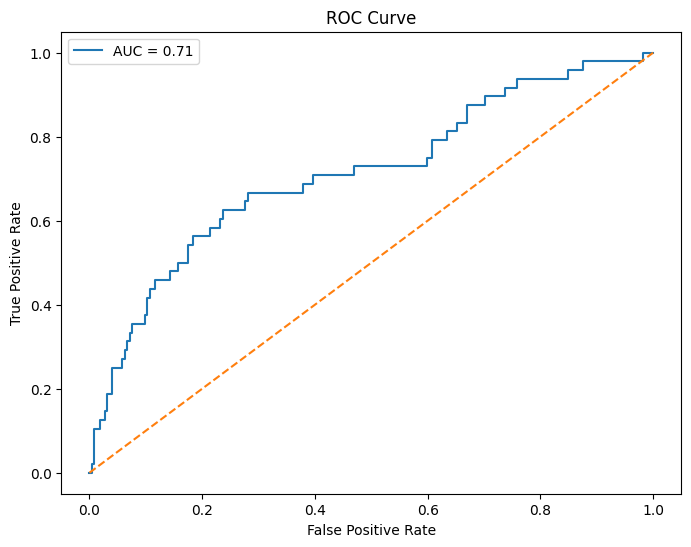 ROC Curve
AUC = 0.71
True Positive Rate
1.0
0.8
0.6
0.4
0.2
0.0
0.0 0.2 0.4 0.6 0.8 1.0
False Positive Rate